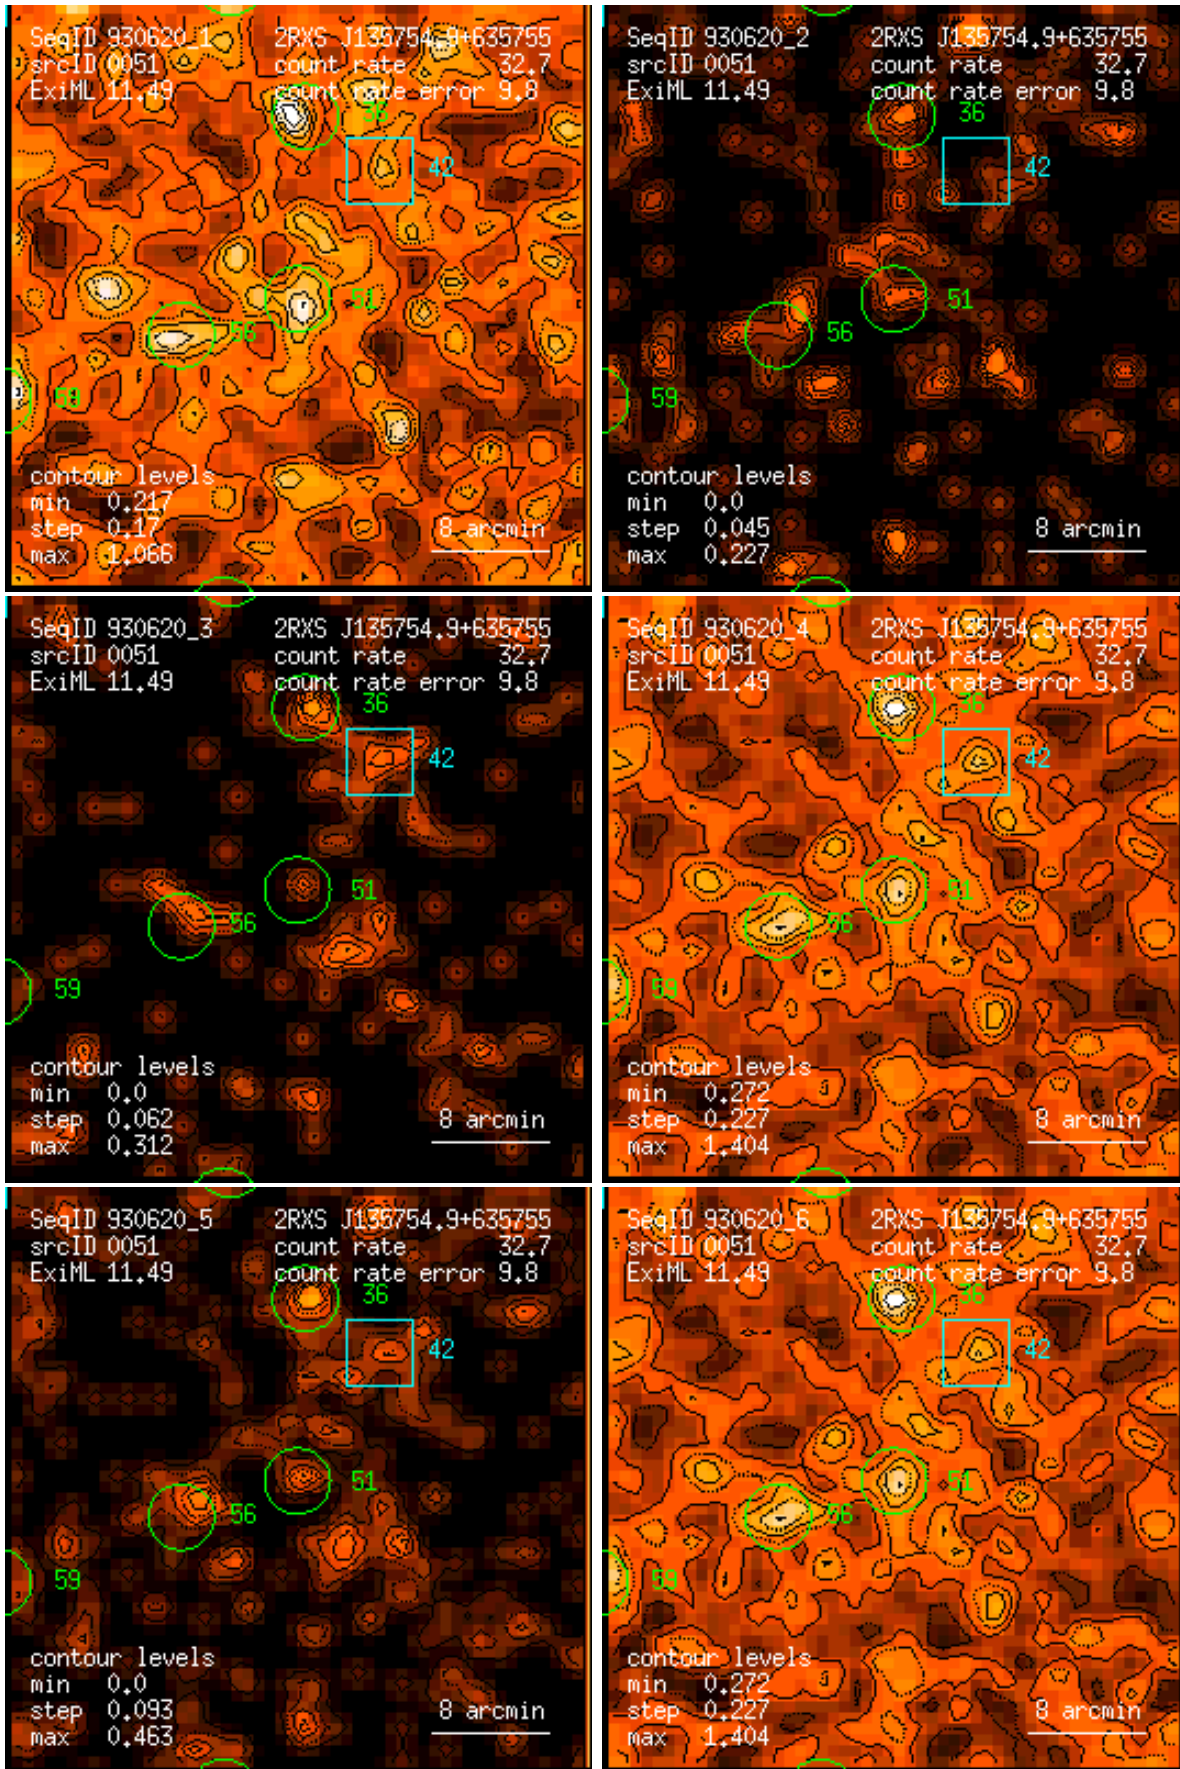 SeqID 930620_1 2RXS J135754.9+635755
srcID 0051 count rate 32.7
ExiML 11.49 count rate error 9.8
36
42
51
56
59
contour levels
min 0.217
step 0.17
max 1.066
8 arcmin
SeqID 930620_2 2RXS J135754.9+635755
srcID 0051 count rate 32.7
ExiML 11.49 count rate error 9.8
36
42
51
56
59
contour levels
min 0.0
step 0.045
max 0.227
8 arcmin
SeqID 930620_3 2RXS J135754.9+635755
srcID 0051 count rate 32.7
ExiML 11.49 count rate error 9.8
36
42
51
56
59
contour levels
min 0.0
step 0.062
max 0.312
8 arcmin
SeqID 930620_4 2RXS J135754.9+635755
srcID 0051 count rate 32.7
ExiML 11.49 count rate error 9.8
36
42
51
56
59
contour levels
min 0.272
step 0.227
max 1.404
8 arcmin
SeqID 930620_5 2RXS J135754.9+635755
srcID 0051 count rate 32.7
ExiML 11.49 count rate error 9.8
36
42
51
56
59
contour levels
min 0.0
step 0.093
max 0.463
8 arcmin
SeqID 930620_6 2RXS J135754.9+635755
srcID 0051 count rate 32.7
ExiML 11.49 count rate error 9.8
36
42
51
56
59
contour levels
min 0.272
step 0.227
max 1.404
8 arcmin